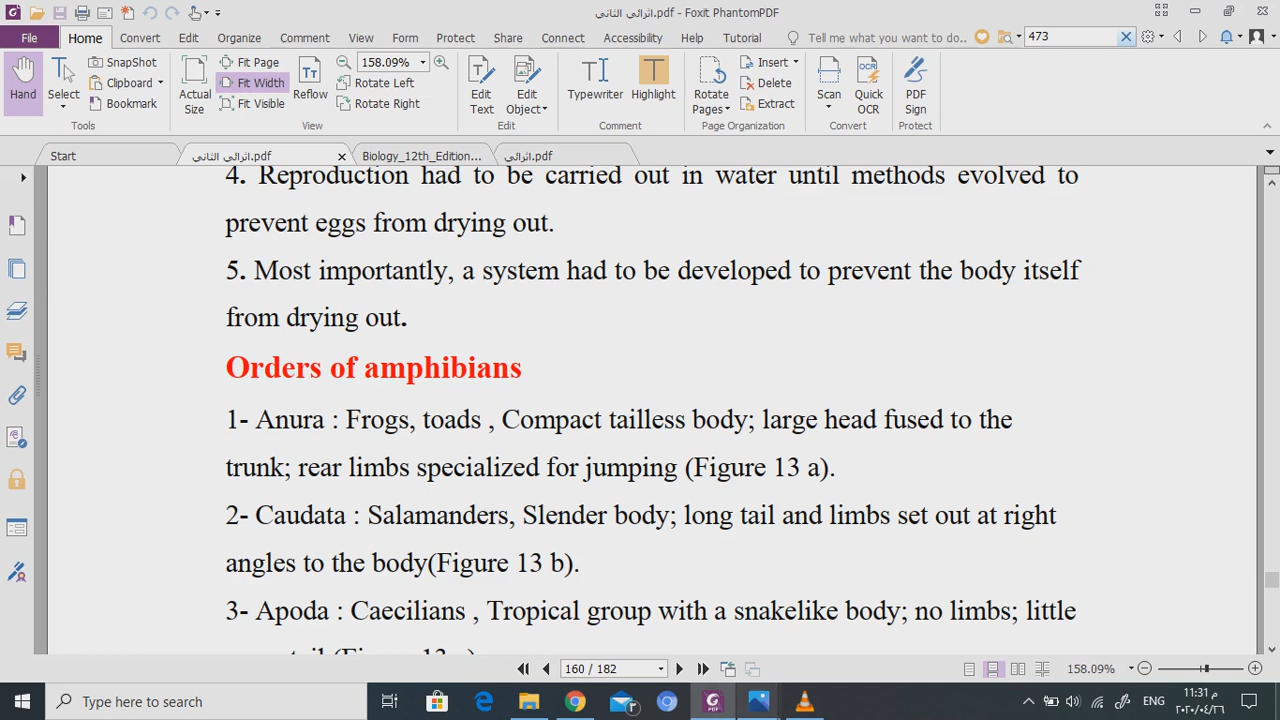 اثرائي الثاني.pdf - Foxit PhantomPDF
File Home Convert Edit Organize Comment View Form Protect Share Connect Accessibility Help Tutorial Tell me what you want to do.. 473
Hand Select SnapShot Clipboard Bookmark Actual Size Fit Page Fit Width Fit Visible Reflow 158.09% Rotate Left Rotate Right Edit Text Edit Object Typewriter Highlight Rotate Pages Insert Delete Extract Scan Quick OCR PDF Sign
Tools View Edit Comment Page Organization Convert Protect
Start اثرائي الثاني.pdf Biology_12th_Edition... اثرائي.pdf
4. Reproduction had to be carried out in water until methods evolved to
prevent eggs from drying out.
5. Most importantly, a system had to be developed to prevent the body itself
from drying out.
Orders of amphibians
1- Anura : Frogs, toads , Compact tailless body; large head fused to the
trunk; rear limbs specialized for jumping (Figure 13 a).
2- Caudata : Salamanders, Slender body; long tail and limbs set out at right
angles to the body(Figure 13 b).
3- Apoda : Caecilians , Tropical group with a snakelike body; no limbs; little
160 / 182 158.09%
Type here to search ENG م 11:31
٢٠٢٠/٠٤/٢٦